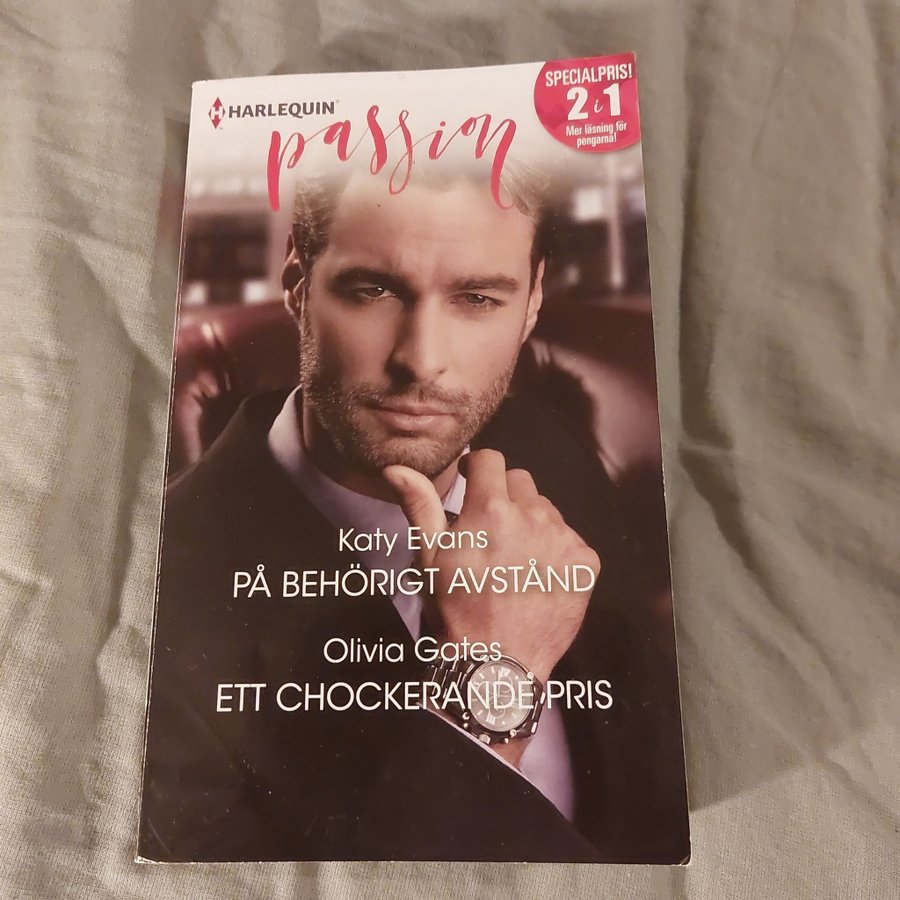 HARLEQUIN®
passion
SPECIALPRIS!
2 i 1
Mer läsning för
pengarna!
Katy Evans
PÅ BEHÖRIGT AVSTÅND
Olivia Gates
ETT CHOCKERANDE PRIS